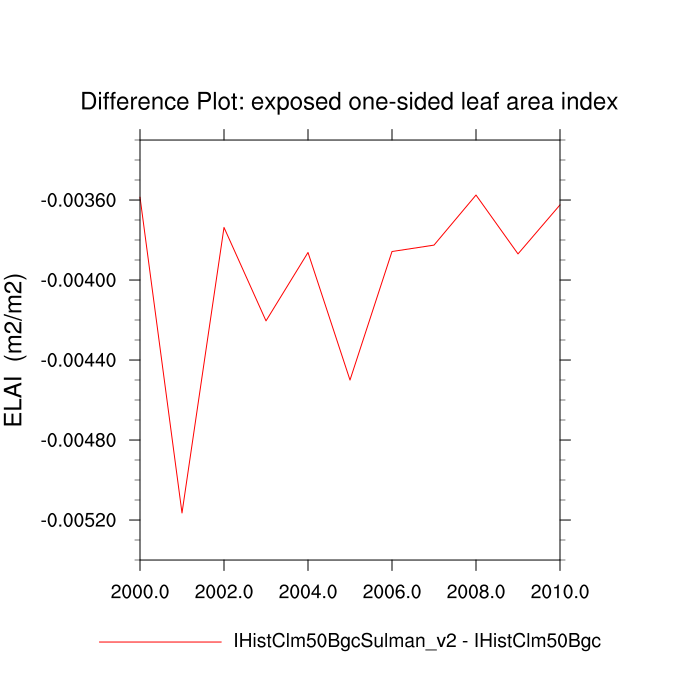 Difference Plot: exposed one-sided leaf area index
-0.00360
-0.00400
-0.00440
-0.00480
-0.00520
ELAI (m2/m2)
2000.0 2002.0 2004.0 2006.0 2008.0 2010.0
IHistClm50BgcSulman_v2 - IHistClm50Bgc